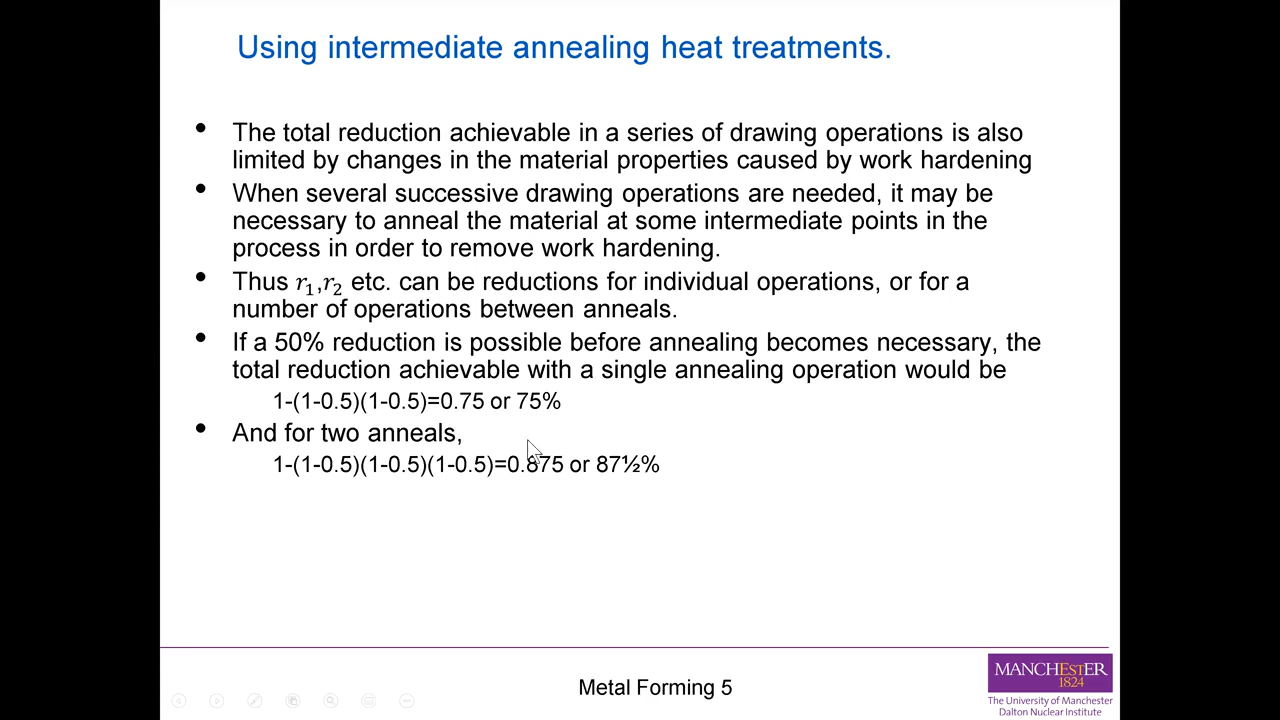 Using intermediate annealing heat treatments.
• The total reduction achievable in a series of drawing operations is also
limited by changes in the material properties caused by work hardening
• When several successive drawing operations are needed, it may be
necessary to anneal the material at some intermediate points in the
process in order to remove work hardening.
• Thus r₁,r₂ etc. can be reductions for individual operations, or for a
number of operations between anneals.
• If a 50% reduction is possible before annealing becomes necessary, the
total reduction achievable with a single annealing operation would be
1-(1-0.5)(1-0.5)=0.75 or 75%
• And for two anneals,
1-(1-0.5)(1-0.5)(1-0.5)=0.875 or 87½%
Metal Forming 5
MANCHESTER
1824
The University of Manchester
Dalton Nuclear Institute